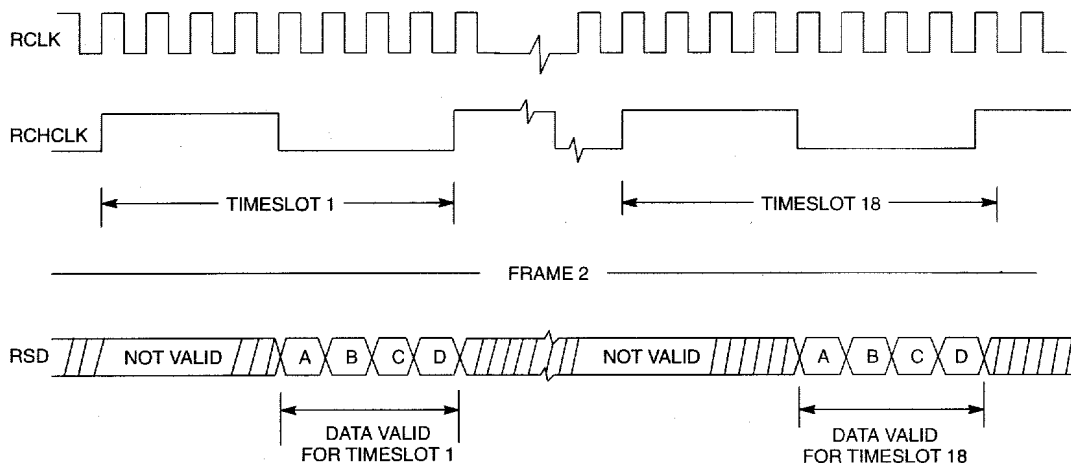 RCLK
RCHCLK
TIMESLOT 1
TIMESLOT 18
FRAME 2
RSD
NOT VALID
A
B
C
D
NOT VALID
A
B
C
D
DATA VALID
FOR TIMESLOT 1
DATA VALID
FOR TIMESLOT 18